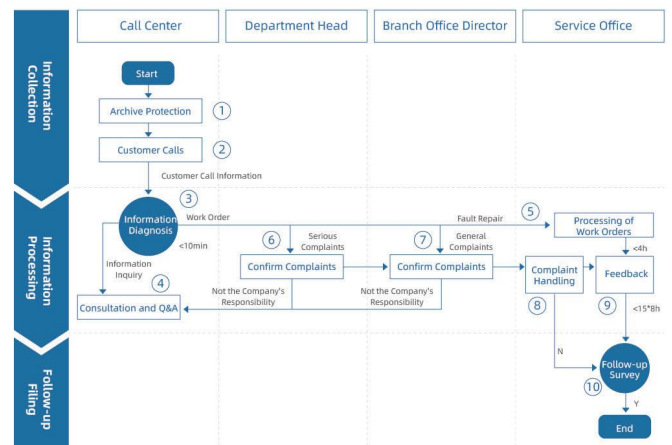 Call Center
Department Head
Branch Office Director
Service Office
Information
Collection
Start
Archive Protection
1
Customer Calls
2
Customer Call Information
Information
Processing
3
Information
Diagnosis
Work Order
<10min
Fault Repair
5
Processing of
Work Orders
<4h
6
Serious
Complaints
7
General
Complaints
Information
Inquiry
4
Confirm Complaints
Confirm Complaints
Complaint
Handling
Feedback
8
9
Not the Company's
Responsibility
Not the Company's
Responsibility
Consultation and Q&A
<15*8h
Follow-up
Filing
N
Follow-up
Survey
10
Y
End